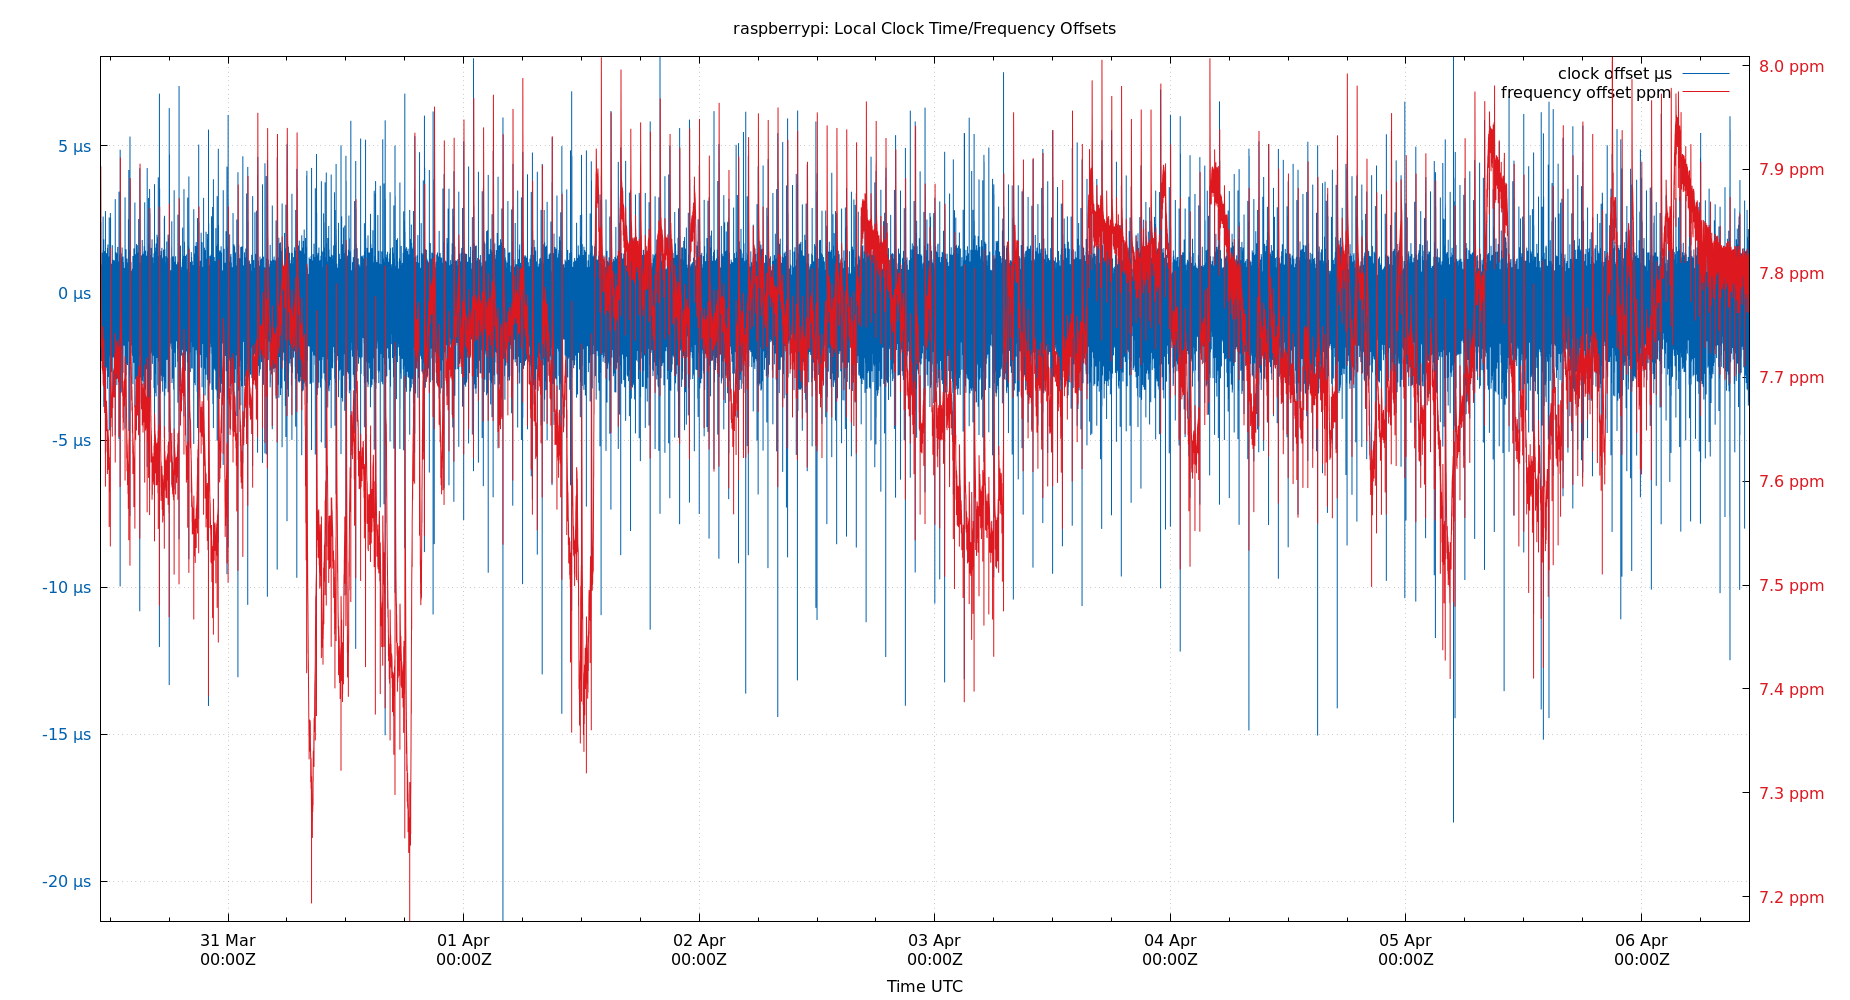 raspberrypi: Local Clock Time/Frequency Offsets
clock offset µs
frequency offset ppm
5 µs
0 µs
-5 µs
-10 µs
-15 µs
-20 µs
8.0 ppm
7.9 ppm
7.8 ppm
7.7 ppm
7.6 ppm
7.5 ppm
7.4 ppm
7.3 ppm
7.2 ppm
31 Mar 01 Apr 02 Apr 03 Apr 04 Apr 05 Apr 06 Apr
00:00Z 00:00Z 00:00Z 00:00Z 00:00Z 00:00Z 00:00Z
Time UTC